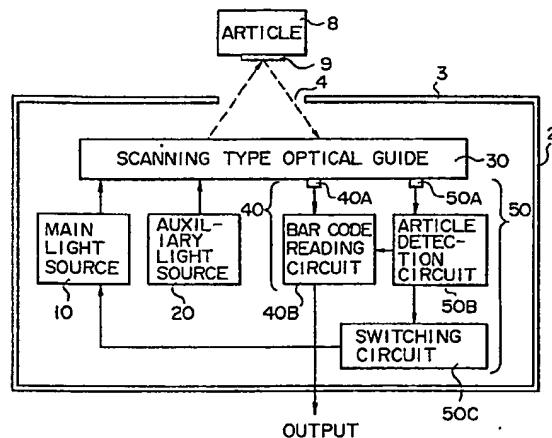 8
ARTICLE
9
4
3
2
SCANNING TYPE OPTICAL GUIDE
30
40
40A
50A
50
MAIN
LIGHT
SOURCE
AUXIL-
IARY LIGHT
SOURCE
BAR CODE
READING
CIRCUIT
ARTICLE
DETEC-
TION
CIRCUIT
10
20
40B
50B
SWITCHING
CIRCUIT
50C
OUTPUT